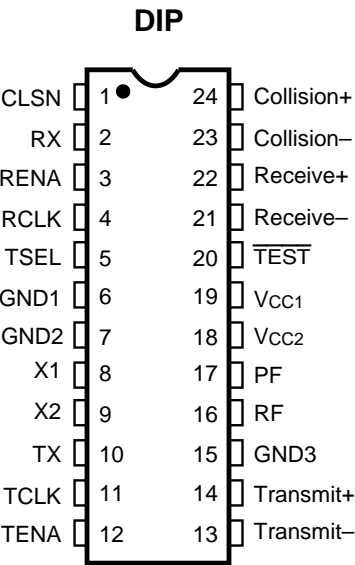 DIP
CLSN 1 24 Collision+
RX 2 23 Collision–
RENA 3 22 Receive+
RCLK 4 21 Receive–
TSEL 5 20 TEST
GND1 6 19 VCC1
GND2 7 18 VCC2
X1 8 17 PF
X2 9 16 RF
TX 10 15 GND3
TCLK 11 14 Transmit+
TENA 12 13 Transmit–